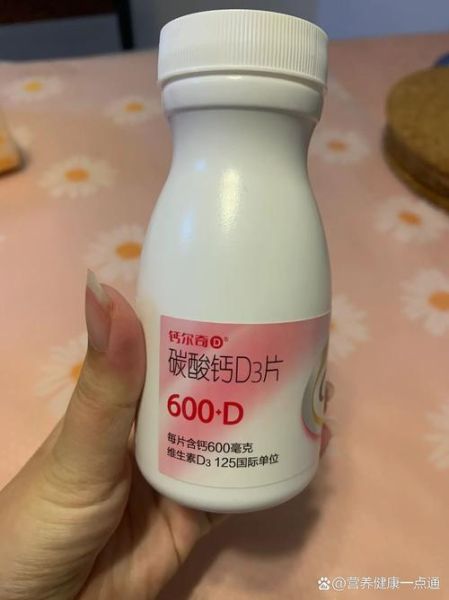 钙尔奇D®
碳酸钙D3片
600+D
每片含钙600毫克
维生素D3 125国际单位
@营养健康一点通